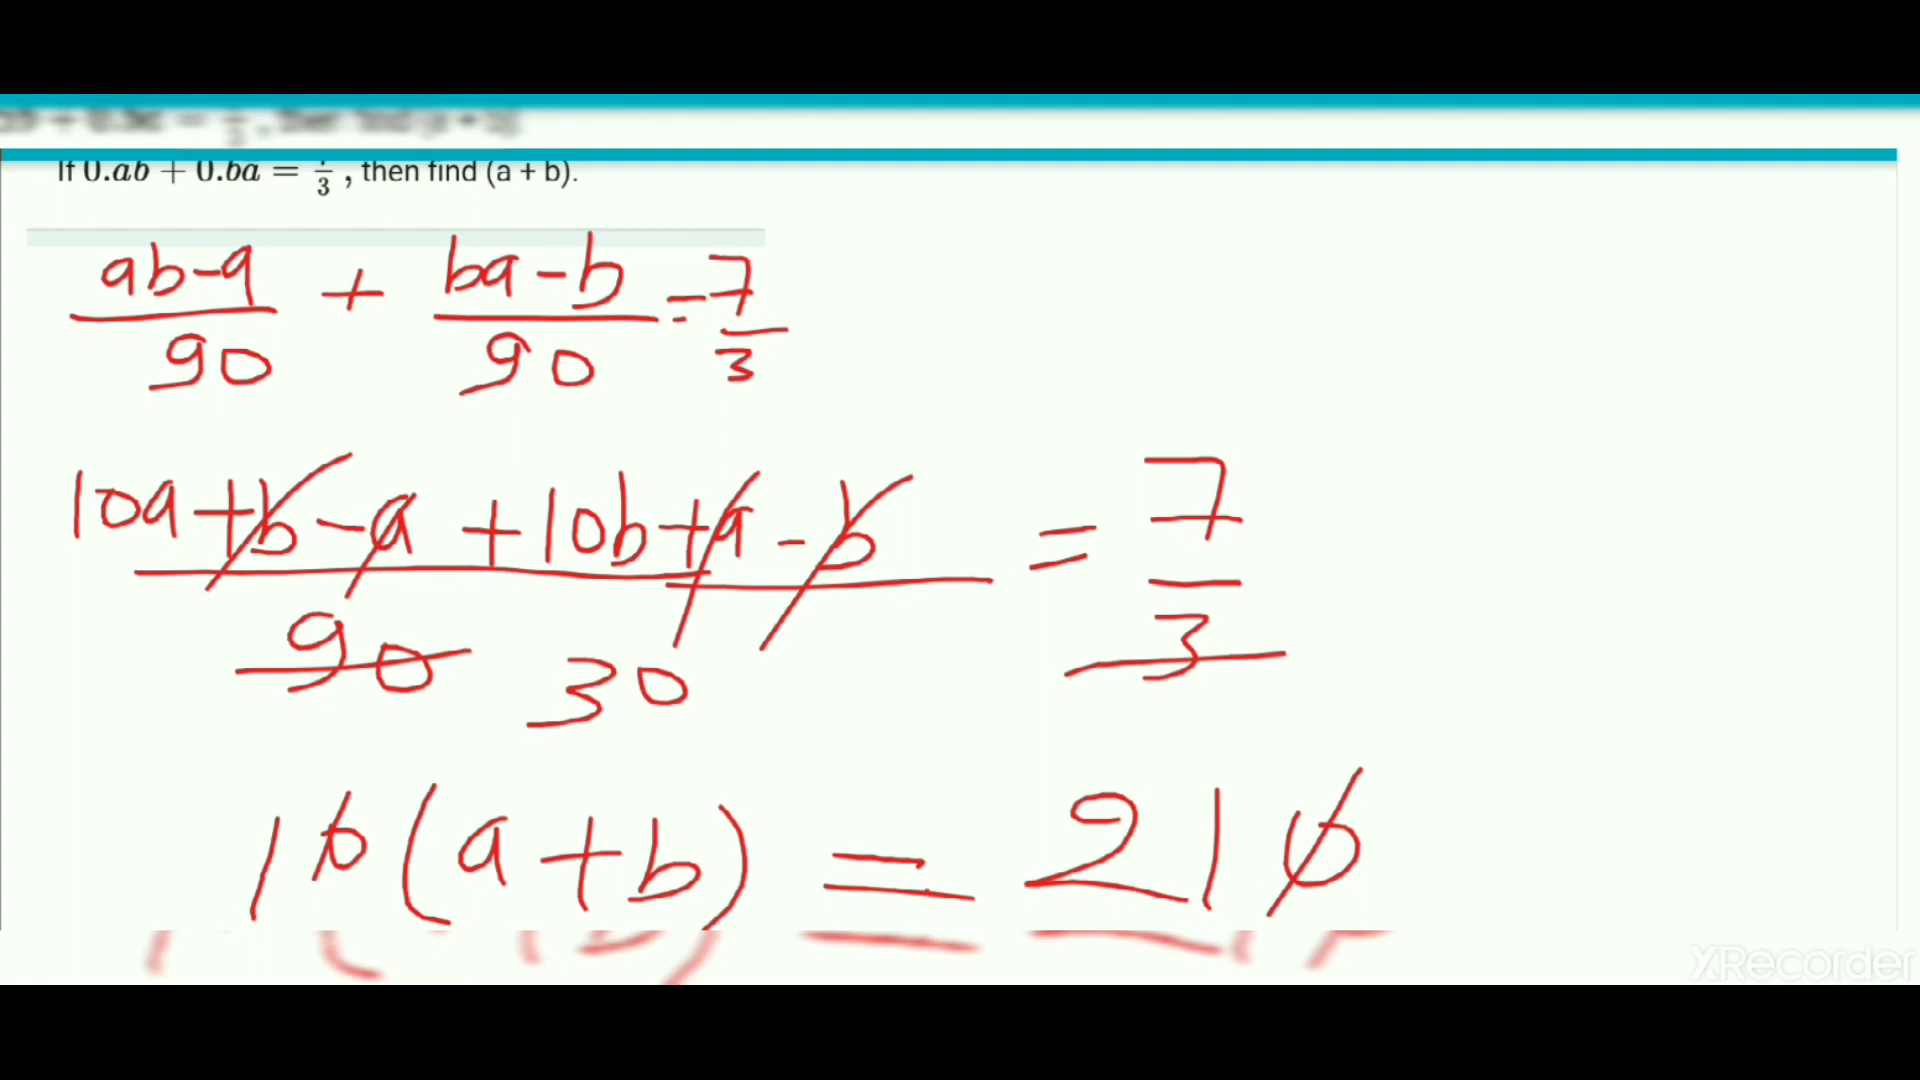 If 0.ab + 0.ba = 7/3, then find (a + b).
ab-a/90 + ba-b/90 = 7/3
10a+b-a+10b+a-b/90 30 = 7/3
10(a+b) = 210
XRecorder